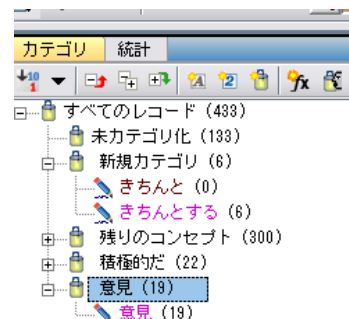 カテゴリ 統計
すべてのレコード (433)
未カテゴリ化 (133)
新規カテゴリ (6)
きちんと (0)
きちんとする (6)
残りのコンセプト (300)
積極的だ (22)
意見 (19)
意見 (19)